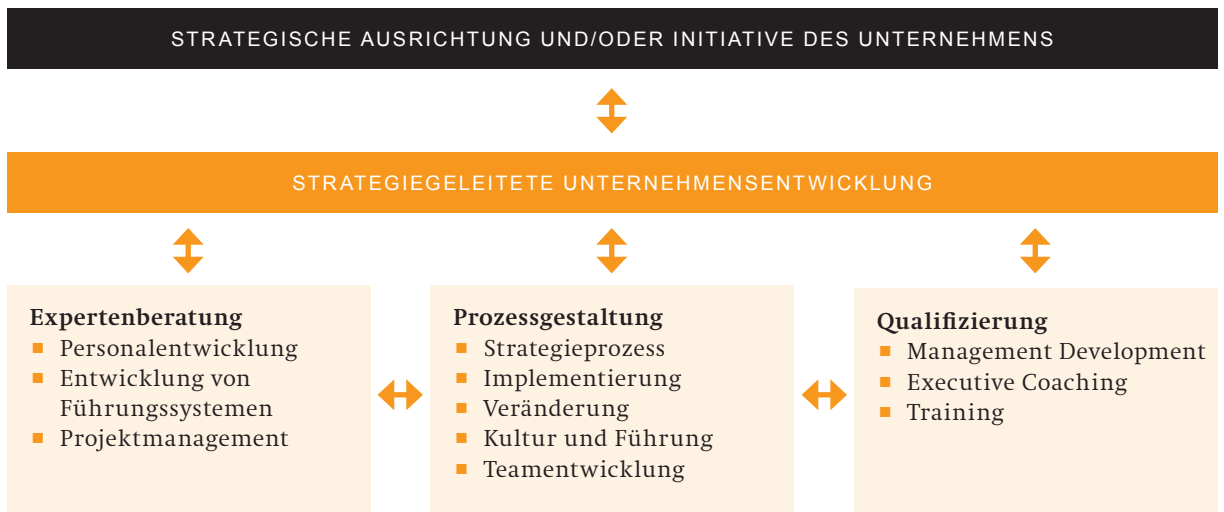 STRATEGISCHE AUSRICHTUNG UND/ODER INITIATIVE DES UNTERNEHMENS
STRATEGIEGELEITETE UNTERNEHMENSENTWICKLUNG
Expertenberatung
Personalentwicklung
Entwicklung von
Führungssystemen
Projektmanagement
Prozessgestaltung
Strategieprozess
Implementierung
Veränderung
Kultur und Führung
Teamentwicklung
Qualifizierung
Management Development
Executive Coaching
Training